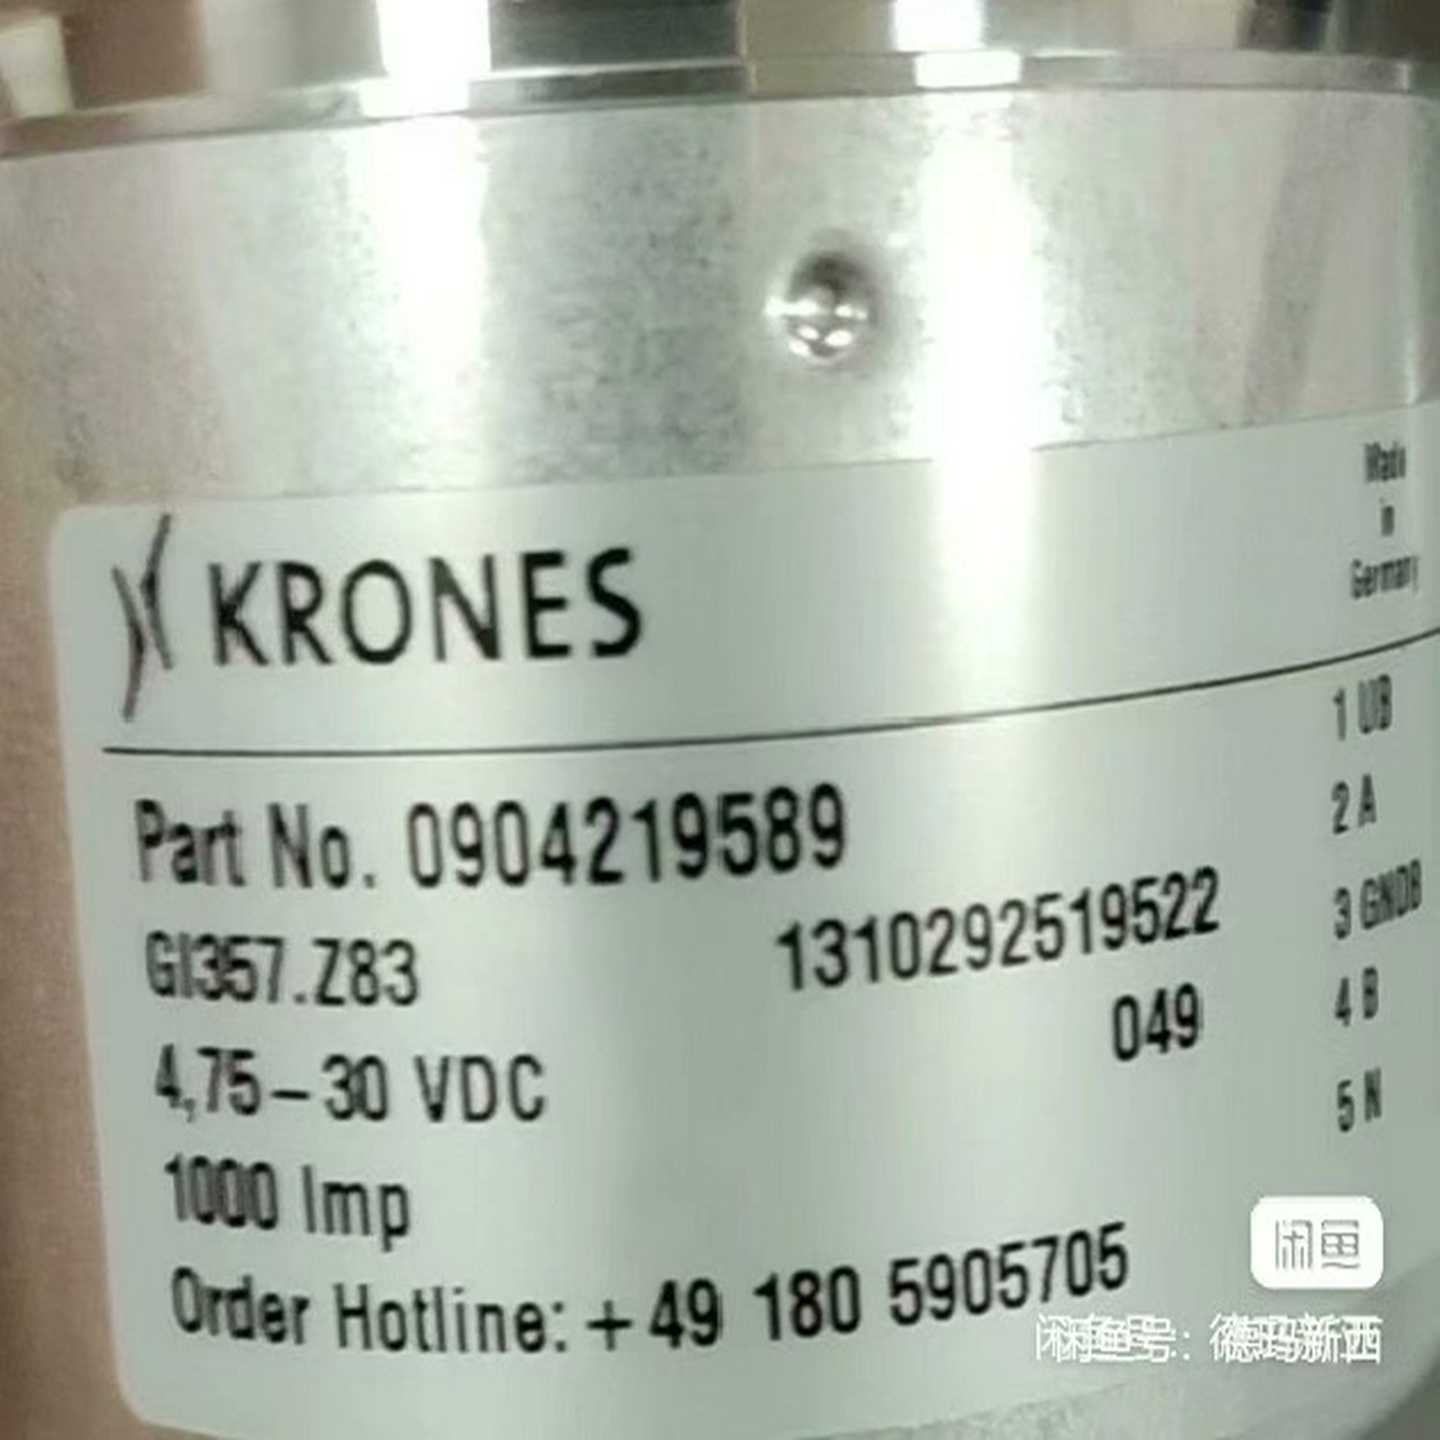 KRONES
Made
in
Germany
Part No. 0904219589
GI357.Z83
1310292519522
4,75–30 VDC
049
1000 Imp
Order Hotline: +49 180 5905705
1 UB
2 A
3 GNDB
4 B
5 N
闲鱼
闲鱼号：德玛新西